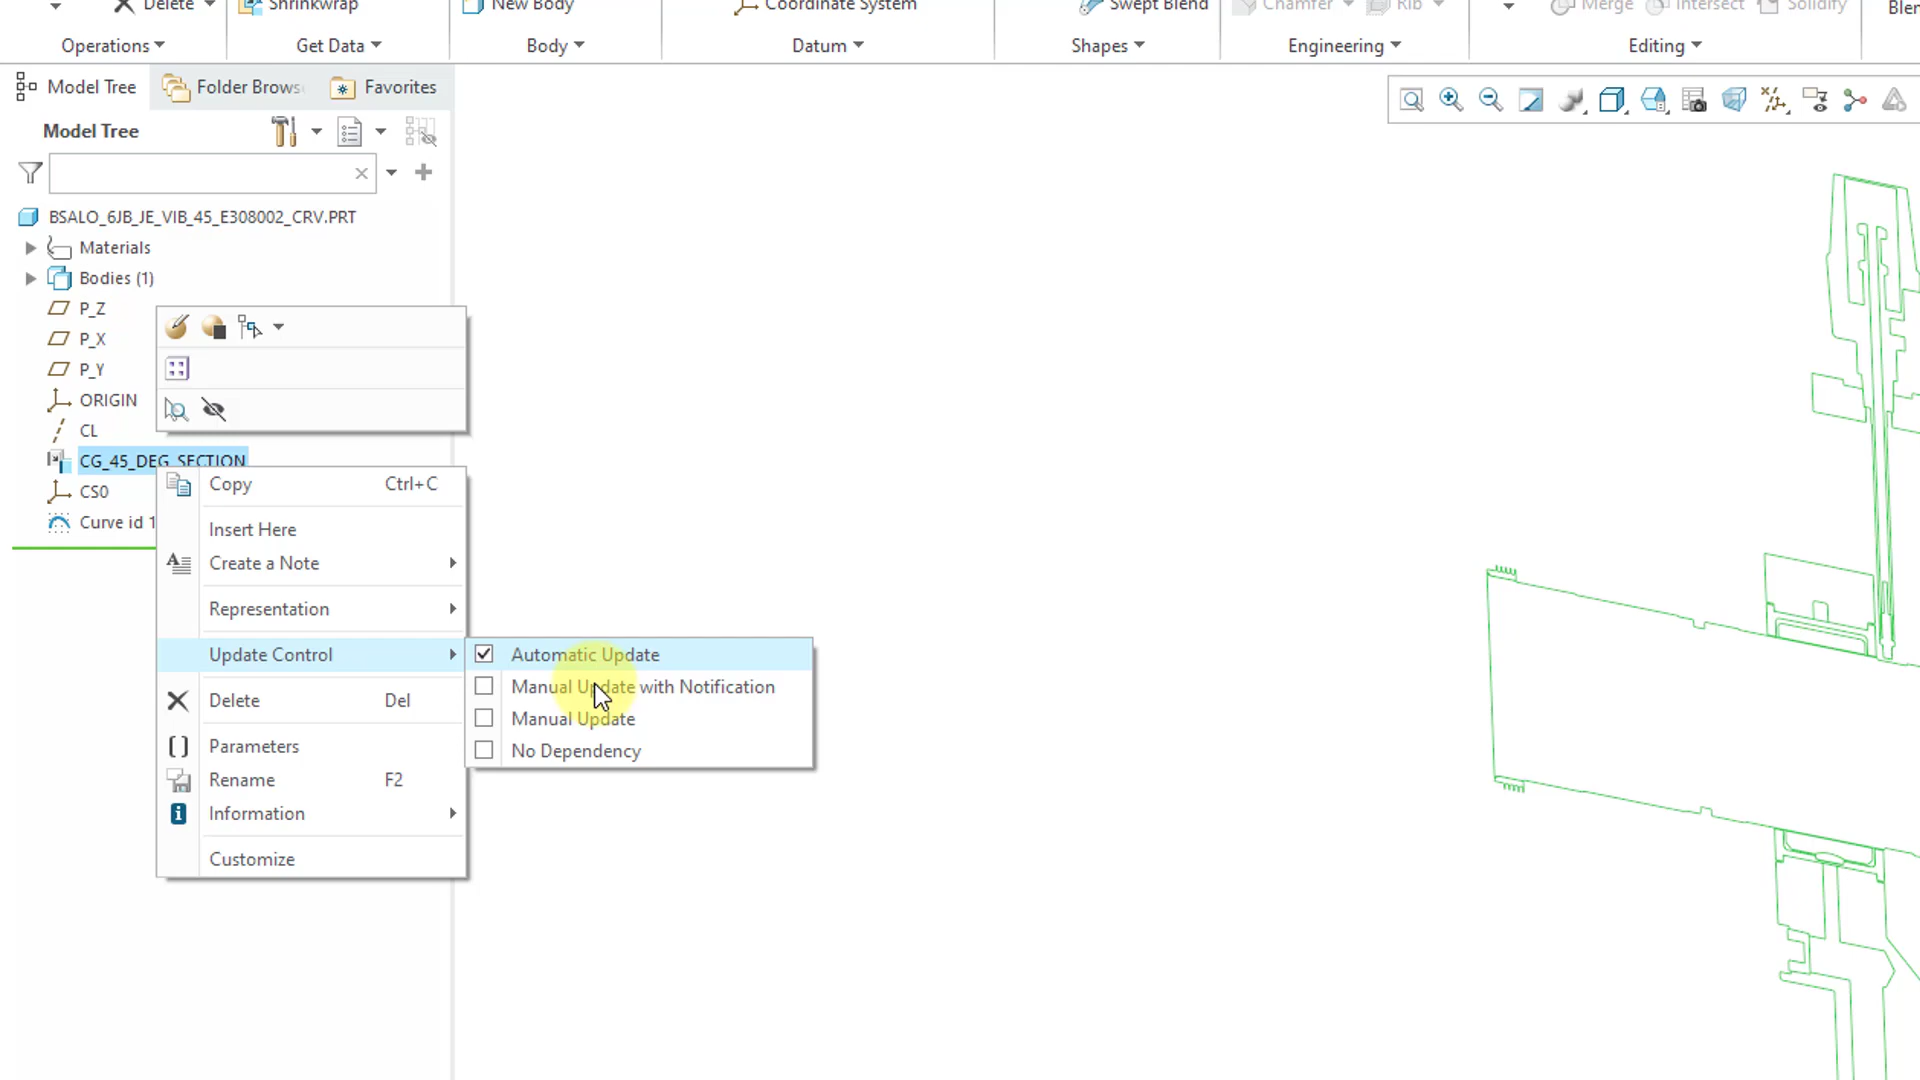 Delete
Shrinkwrap
New Body
Coordinate System
Swept Blend
Chamfer
Rib
Merge
Intersect
Solidify
Operations
Get Data
Body
Datum
Shapes
Engineering
Editing
Model Tree
Folder Brows
Favorites
Model Tree
BSALO_6JB_JE_VIB_45_E308002_CRV.PRT
Materials
Bodies (1)
P_Z
P_X
P_Y
ORIGIN
CL
CG_45_DEG_SECTION
CS0
Curve id 1
Copy Ctrl+C
Insert Here
Create a Note
Representation
Update Control
Delete Del
Parameters
Rename F2
Information
Customize
Automatic Update
Manual Update with Notification
Manual Update
No Dependency